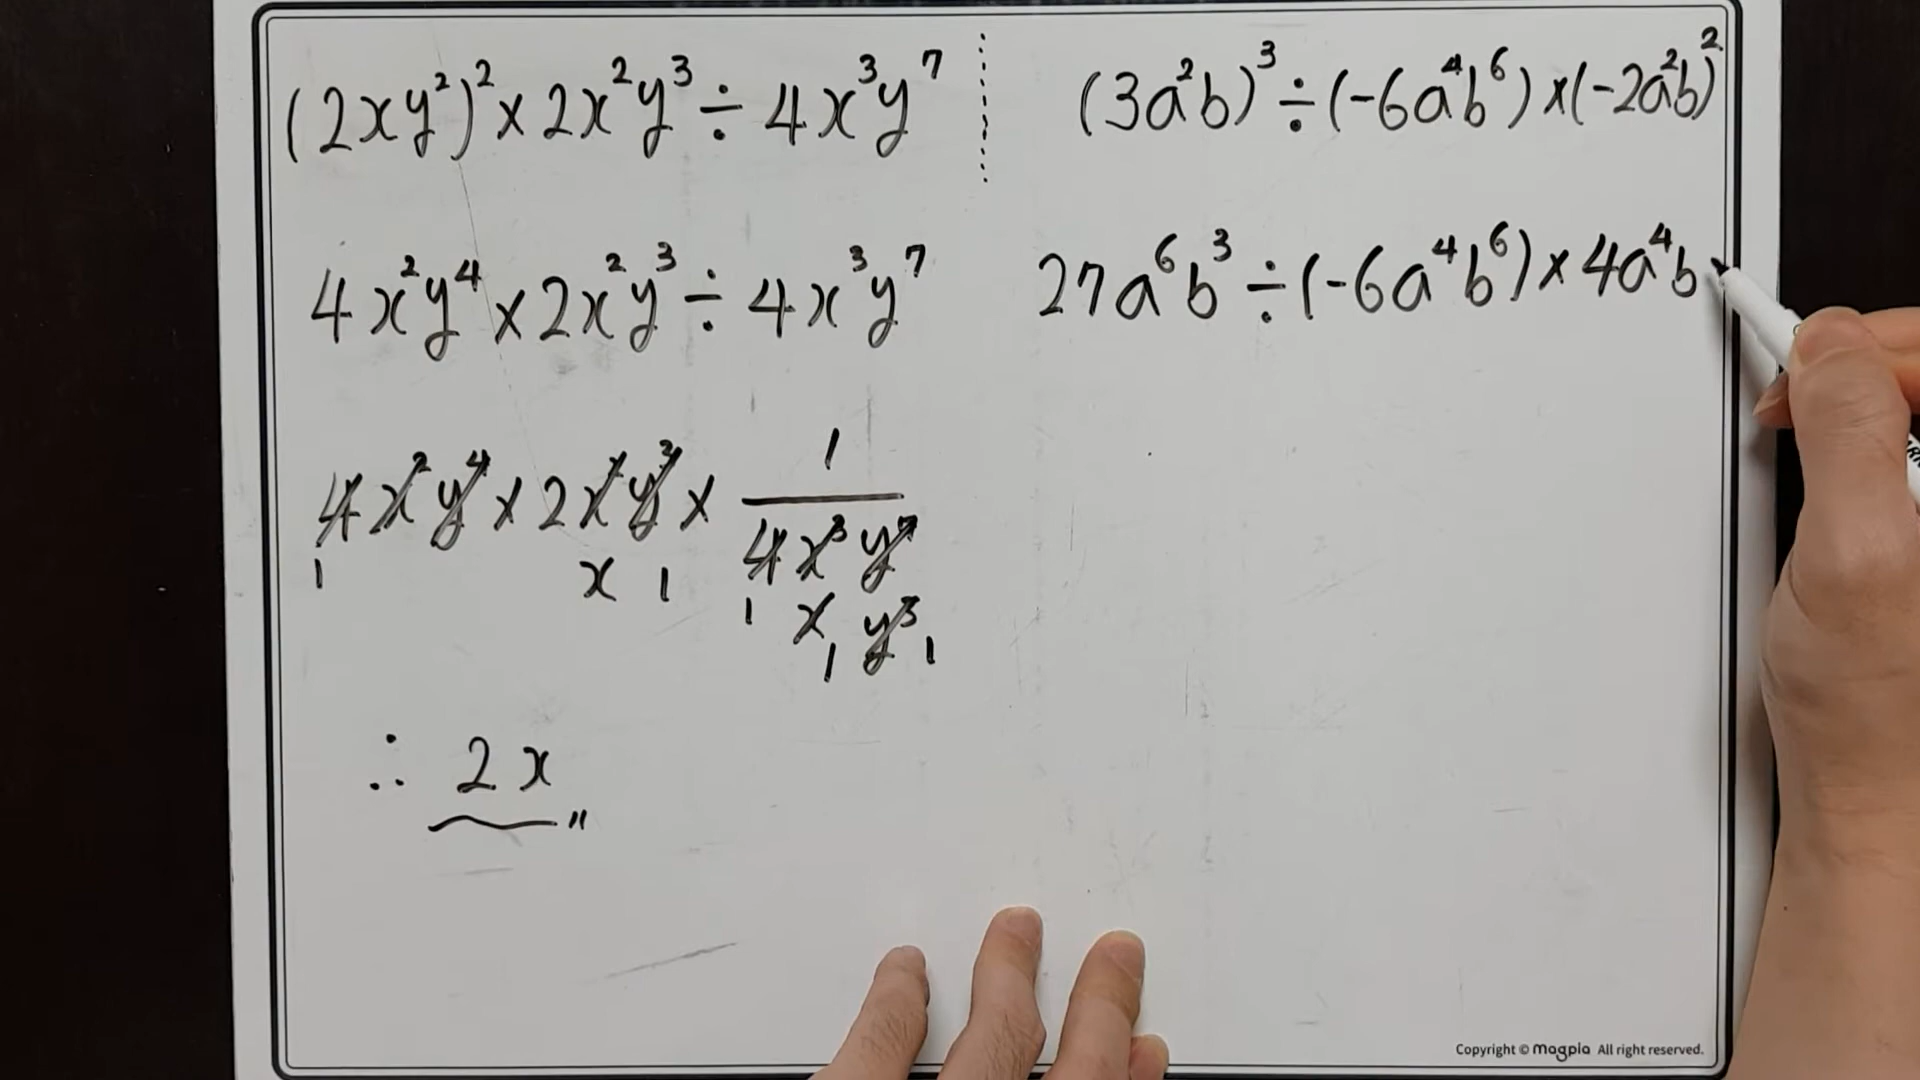 (2xy²)² × 2x²y³ ÷ 4x³y⁷
4x²y⁴ × 2x²y³ ÷ 4x³y⁷
4x²y⁴ × 2x²y³ × 1/4x³y⁷
1 x 1 1 x y³
1 1
∴ 2x "
(3a²b)³ ÷ (-6a⁴b⁶) × (-2a²b)²
27a⁶b³ ÷ (-6a⁴b⁶) × 4a⁴b
Copyright © magpia All right reserved.